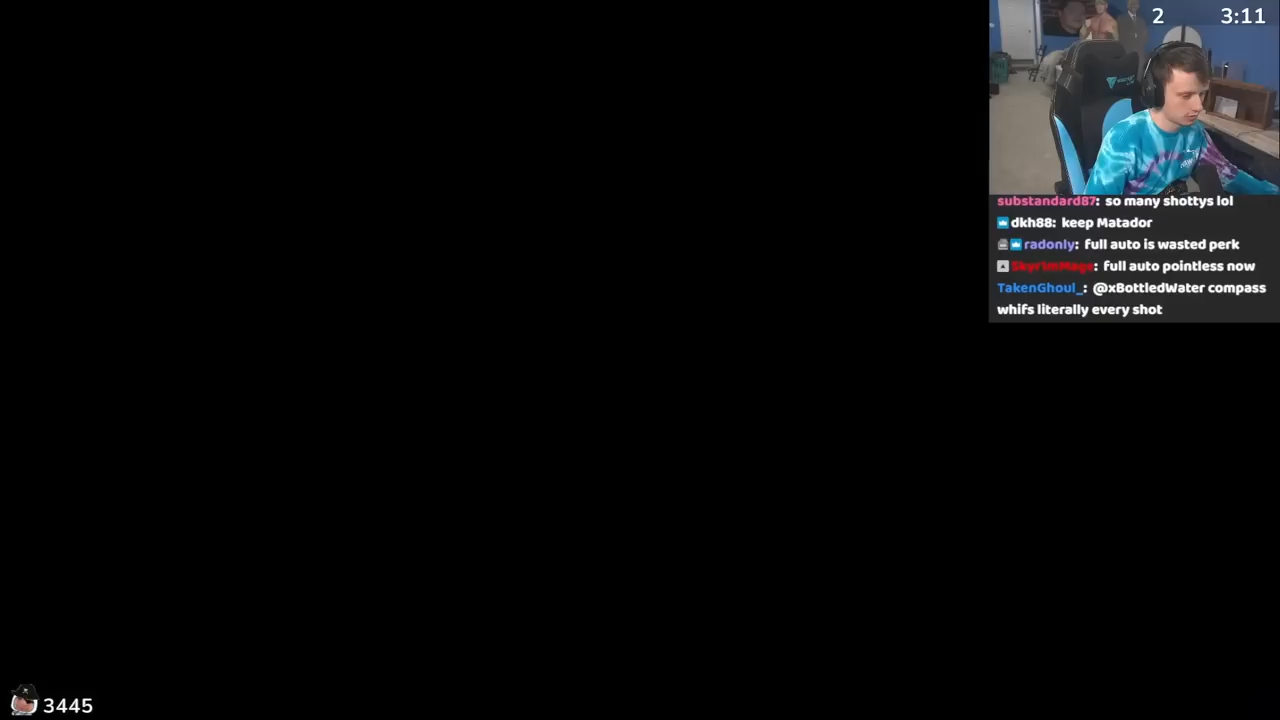 2 3:11
substandard87: so many shottys lol
dkh88: keep Matador
radonly: full auto is wasted perk
SkyrimMage: full auto pointless now
TakenGhoul_: @xBottledWater compass
whifs literally every shot
3445